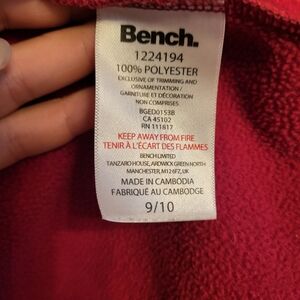 Bench.
1224194
100% POLYESTER
EXCLUSIVE OF TRIMMING AND
ORNAMENTATION /
GARNITURE ET DÉCORATION
NON COMPRISES
BGED0153B
CA 45102
RN 111817
KEEP AWAY FROM FIRE
TENIR À L'ÉCART DES FLAMMES
BENCH LIMITED
TANZARO HOUSE, ARDWICK GREEN NORTH
MANCHESTER, M12 6FZ, UK
MADE IN CAMBODIA
FABRIQUÉ AU CAMBODGE
9/10